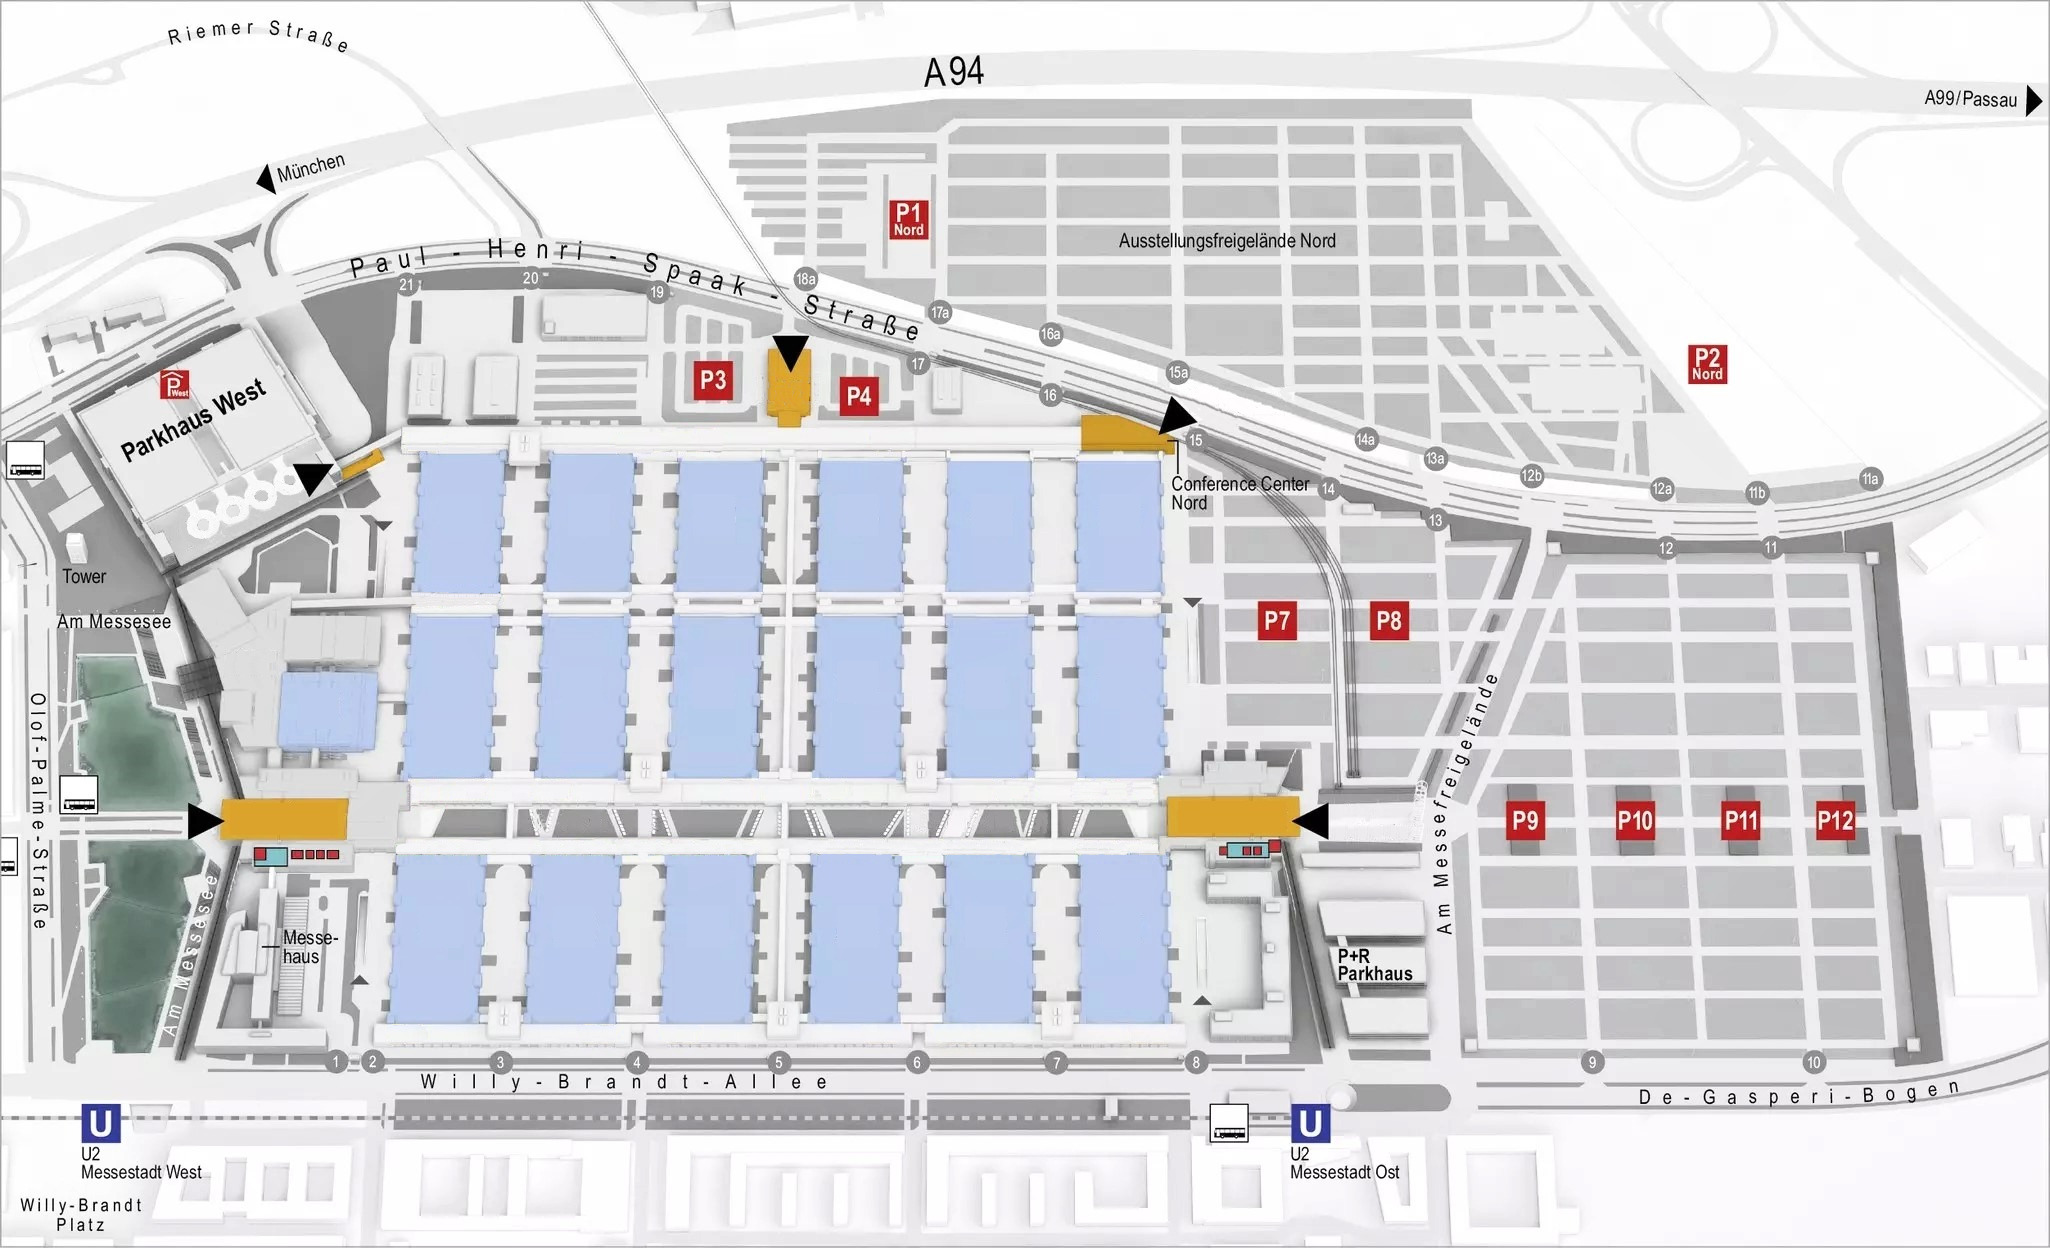 Riemer Straße
A94
A99/Passau
München
P1
Nord
Ausstellungsfreigelände Nord
Paul - Henri - Spaak - Straße
21
20
19
18a
17a
16a
15a
14a
13a
12b
12a
11b
11a
17
16
15
14
13
12
11
P2
Nord
P3
P4
P
West
Parkhaus West
Conference Center
Nord
Tower
Am Messesee
P7
P8
Olof-Palme-Straße
Am Messefreigelände
P9
P10
P11
P12
Am Messesee
Messe-
haus
P+R
Parkhaus
1
2
3
4
5
6
7
8
9
10
Willy-Brandt-Allee
De-Gasperi-Bogen
U
U2
Messestadt West
U
U2
Messestadt Ost
Willy-Brandt
Platz